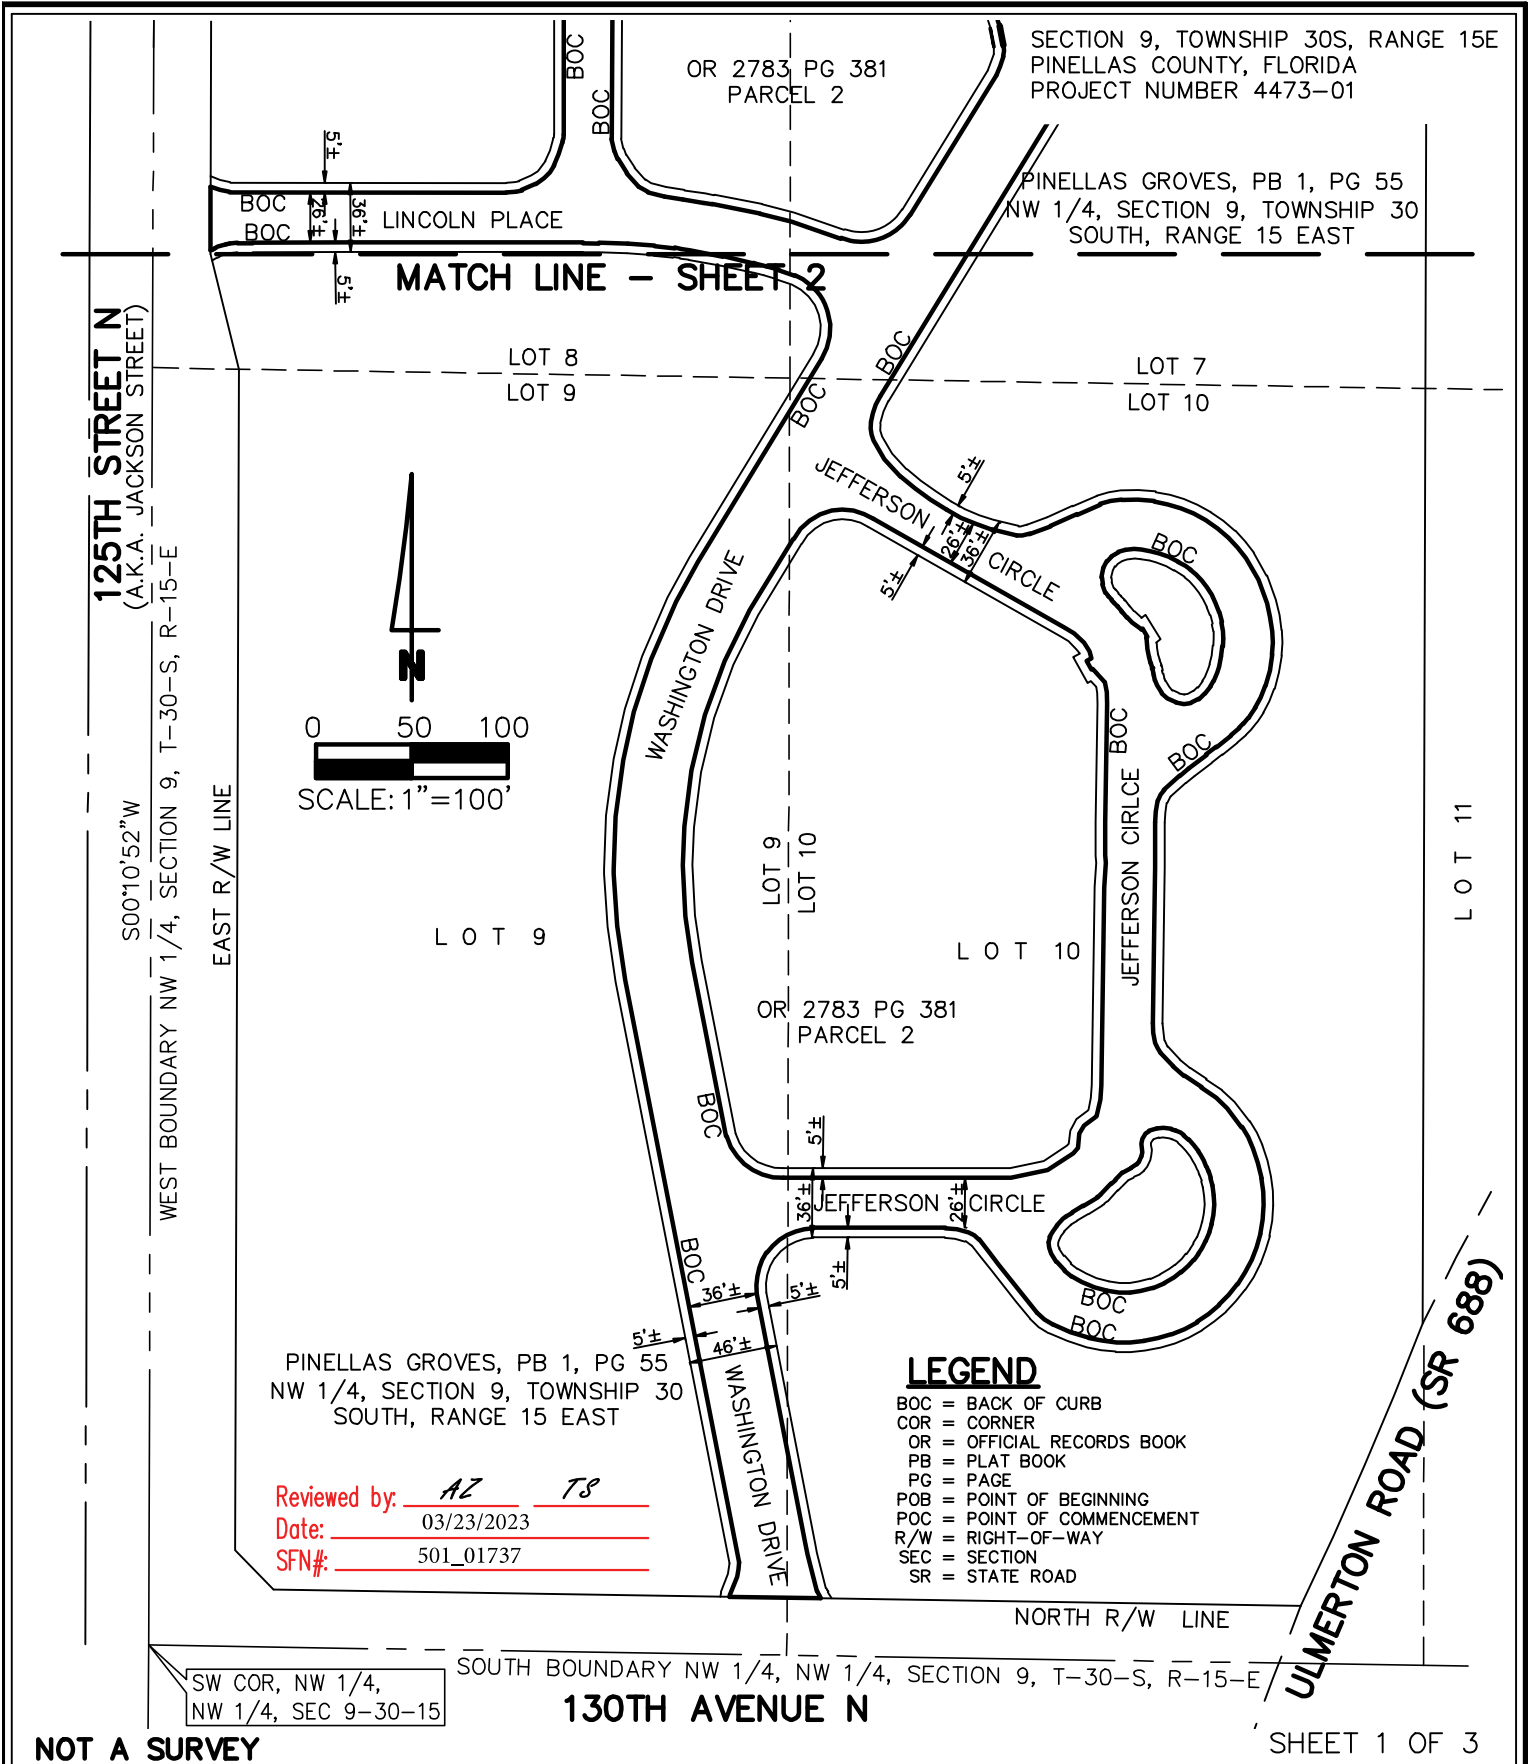 SECTION 9, TOWNSHIP 30S, RANGE 15E
PINELLAS COUNTY, FLORIDA
PROJECT NUMBER 4473-01
OR 2783 PG 381
PARCEL 2
BOC
BOC
5'±
PINELLAS GROVES, PB 1, PG 55
NW 1/4, SECTION 9, TOWNSHIP 30
SOUTH, RANGE 15 EAST
BOC
BOC
26'±
36'±
LINCOLN PLACE
5'±
MATCH LINE - SHEET 2
125TH STREET N
(A.K.A. JACKSON STREET)
LOT 8
LOT 9
LOT 7
LOT 10
BOC
BOC
JEFFERSON CIRCLE
5'±
26'±
36'±
5'±
BOC
WASHINGTON DRIVE
N
0 50 100
SCALE: 1"=100'
BOC
BOC
S00°10'52"W
WEST BOUNDARY NW 1/4, SECTION 9, T-30-S, R-15-E
EAST R/W LINE
LOT 9
LOT 10
JEFFERSON CIRLCE
LOT 11
LOT 9
LOT 10
OR 2783 PG 381
PARCEL 2
BOC
5'±
36'±
JEFFERSON CIRCLE
26'±
5'±
BOC
36'±
5'±
5'±
46'±
BOC
BOC
WASHINGTON DRIVE
ULMERTON ROAD (SR 688)
PINELLAS GROVES, PB 1, PG 55
NW 1/4, SECTION 9, TOWNSHIP 30
SOUTH, RANGE 15 EAST
LEGEND
BOC = BACK OF CURB
COR = CORNER
OR = OFFICIAL RECORDS BOOK
PB = PLAT BOOK
PG = PAGE
POB = POINT OF BEGINNING
POC = POINT OF COMMENCEMENT
R/W = RIGHT-OF-WAY
SEC = SECTION
SR = STATE ROAD
Reviewed by: AZ TS
Date: 03/23/2023
SFN#: 501_01737
NORTH R/W LINE
SOUTH BOUNDARY NW 1/4, NW 1/4, SECTION 9, T-30-S, R-15-E
SW COR, NW 1/4,
NW 1/4, SEC 9-30-15
130TH AVENUE N
NOT A SURVEY
SHEET 1 OF 3